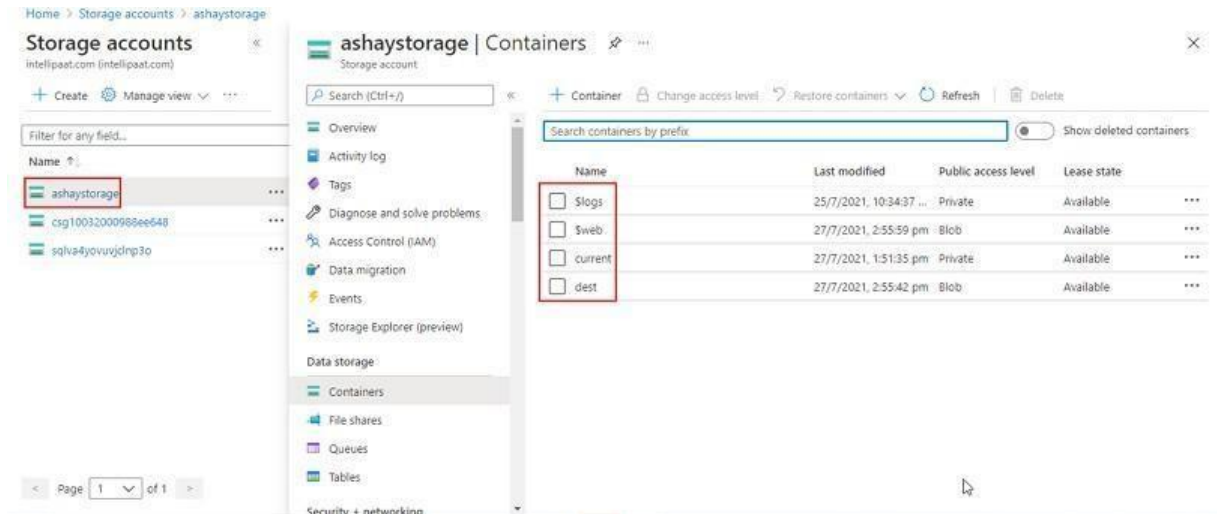 Home > Storage accounts > ashaystorage
Storage accounts «
intellipaat.com (intellipaat.com)
+ Create Manage view ...
Filter for any field...
Name ↑
ashaystorage ...
csg10032000988ee648 ...
sqlva4yovuvjclnp3o ...
< Page 1 of 1 >
ashaystorage | Containers ...
Storage account
Search (Ctrl+/) «
Overview
Activity log
Tags
Diagnose and solve problems
Access Control (IAM)
Data migration
Events
Storage Explorer (preview)
Data storage
Containers
File shares
Queues
Tables
Security + networking
+ Container Change access level Restore containers Refresh Delete
Search containers by prefix Show deleted containers
Name Last modified Public access level Lease state
$logs 25/7/2021, 10:34:37 ... Private Available ...
$web 27/7/2021, 2:55:59 pm Blob Available ...
current 27/7/2021, 1:51:35 pm Private Available ...
dest 27/7/2021, 2:55:42 pm Blob Available ...